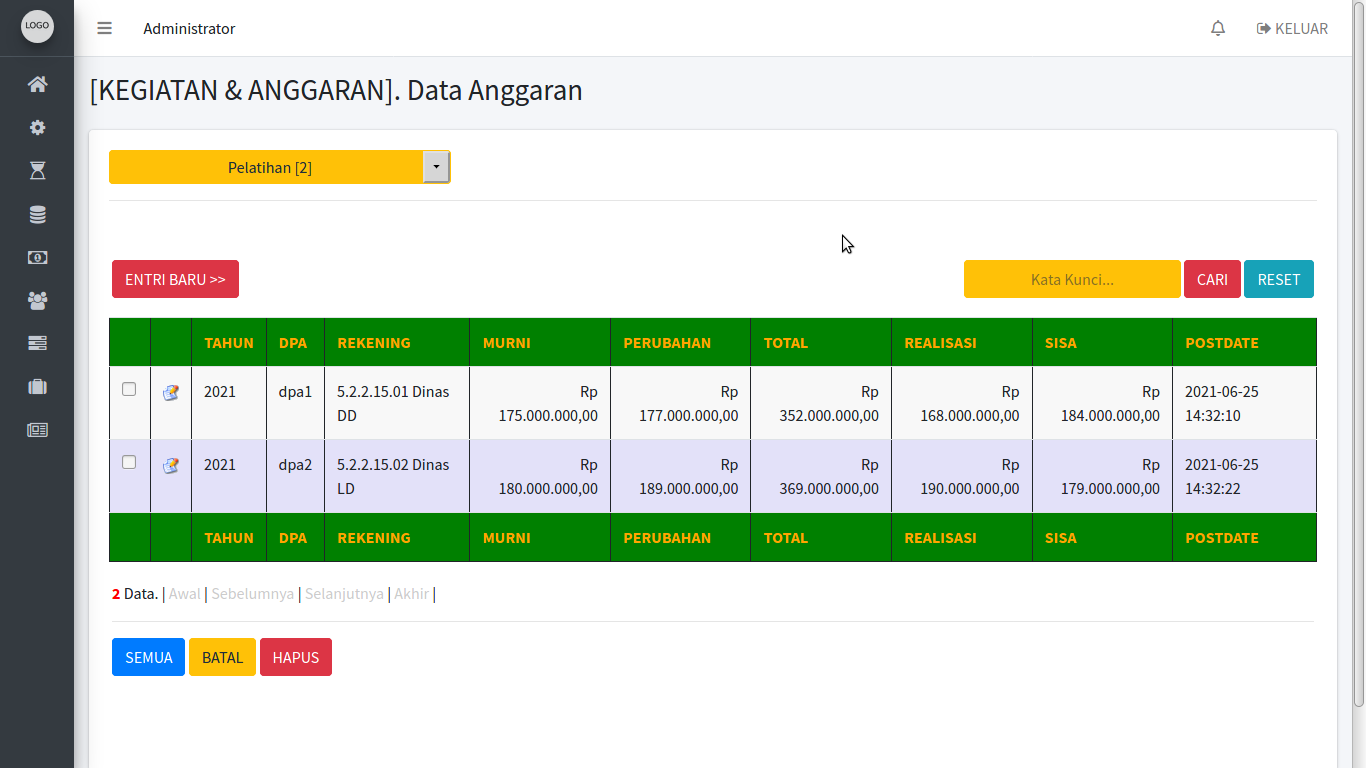 LOGO
Administrator
KELUAR
[KEGIATAN & ANGGARAN]. Data Anggaran
Pelatihan [2]
ENTRI BARU >>
Kata Kunci... CARI RESET
TAHUN DPA REKENING MURNI PERUBAHAN TOTAL REALISASI SISA POSTDATE
2021 dpa1 5.2.2.15.01 Dinas Rp Rp Rp Rp Rp 2021-06-25
DD 175.000.000,00 177.000.000,00 352.000.000,00 168.000.000,00 184.000.000,00 14:32:10
2021 dpa2 5.2.2.15.02 Dinas Rp Rp Rp Rp Rp 2021-06-25
LD 180.000.000,00 189.000.000,00 369.000.000,00 190.000.000,00 179.000.000,00 14:32:22
TAHUN DPA REKENING MURNI PERUBAHAN TOTAL REALISASI SISA POSTDATE
2 Data. | Awal | Sebelumnya | Selanjutnya | Akhir |
SEMUA BATAL HAPUS